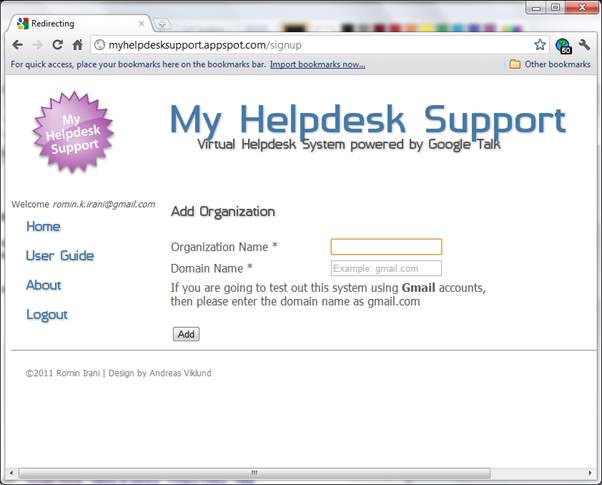 Redirecting
myhelpdesksupport.appspot.com/signup
50
For quick access, place your bookmarks here on the bookmarks bar. Import bookmarks now...
Other bookmarks
My
Helpdesk
Support
My Helpdesk Support
Virtual Helpdesk System powered by Google Talk
Welcome romin.k.irani@gmail.com
Home
User Guide
About
Logout
Add Organization
Organization Name *
Domain Name *
Example: gmail.com
If you are going to test out this system using Gmail accounts,
then please enter the domain name as gmail.com
Add
©2011 Romin Irani | Design by Andreas Viklund